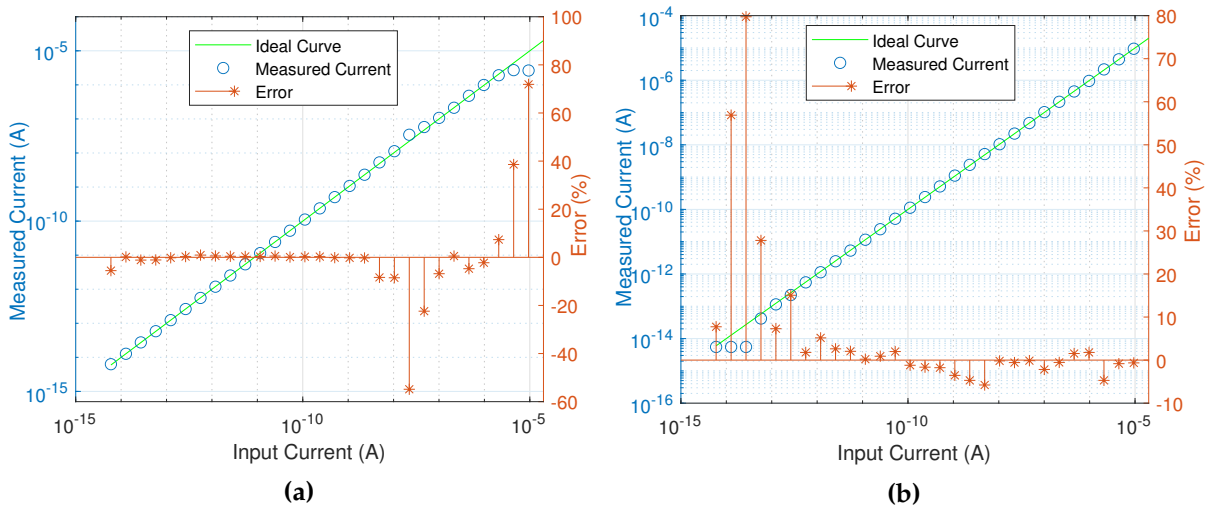 100
80
60
40
20
0
-20
-40
-60
10-5
10-10
10-15
10-15
10-10
10-5
Measured Current (A)
Error (%)
Input Current (A)
Ideal Curve
Measured Current
Error
(a)
10-4
10-6
10-8
10-10
10-12
10-14
10-16
80
70
60
50
40
30
20
10
0
-10
10-15
10-10
10-5
Measured Current (A)
Error (%)
Input Current (A)
Ideal Curve
Measured Current
Error
(b)